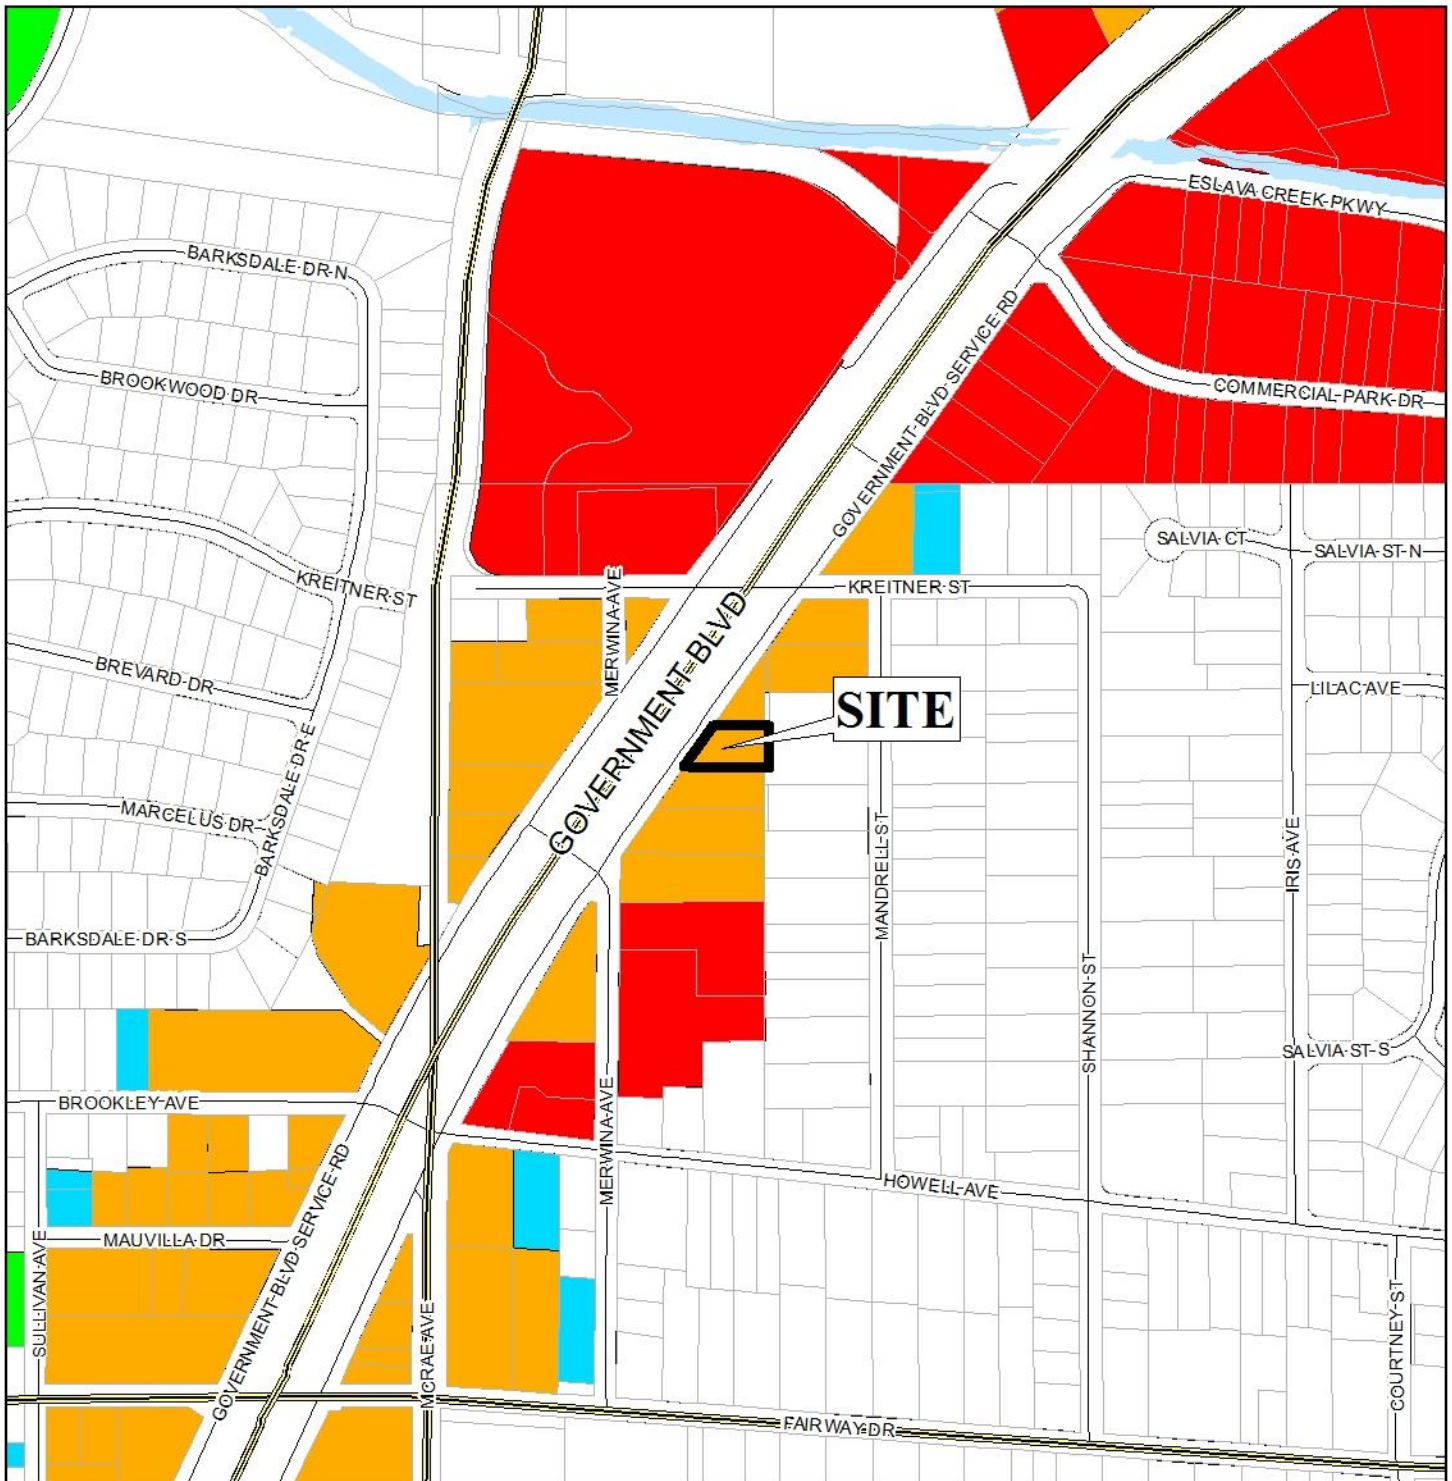 ESLAVA CREEK PKWY
BARKSDALE DR N
GOVERNMENT BLVD SERVICE RD
BROOKWOOD DR
COMMERCIAL PARK DR
SALVIA CT
SALVIA ST N
KREITNER ST
KREITNER ST
MERWINA AVE
GOVERNMENT BLVD
BREVARD DR
LILAC AVE
SITE
BARKSDALE DR E
MARCELUS DR
MANDRELL ST
IRIS AVE
BARKSDALE DR S
SHANNON ST
SALVIA ST S
BROOKLEY AVE
MERWINA AVE
HOWELL AVE
MAUVILLA DR
GOVERNMENT BLVD SERVICE RD
SULLIVAN AVE
MCRAE AVE
COURTNEY ST
FAIRWAY DR